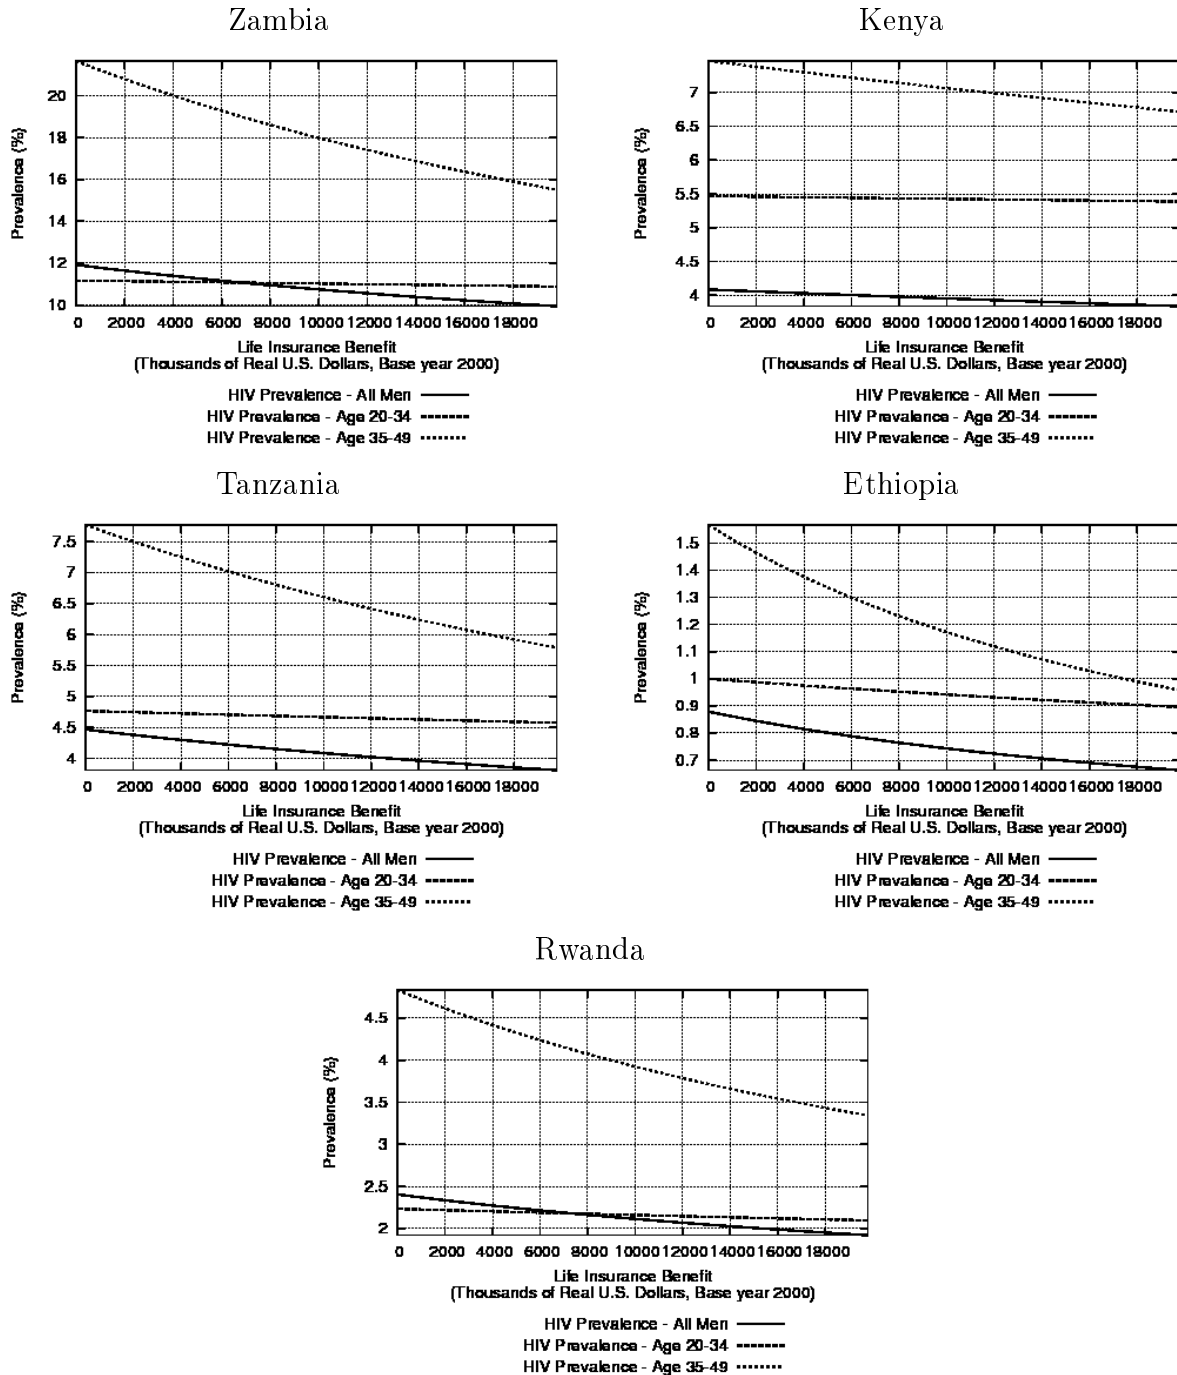 Zambia
Prevalence (%)
20
18
16
14
12
10
0 2000 4000 6000 8000 10000 12000 14000 16000 18000
Life Insurance Benefit
(Thousands of Real U.S. Dollars, Base year 2000)
HIV Prevalence - All Men
HIV Prevalence - Age 20-34
HIV Prevalence - Age 35-49
Kenya
Prevalence (%)
7
6.5
6
5.5
5
4.5
4
0 2000 4000 6000 8000 10000 12000 14000 16000 18000
Life Insurance Benefit
(Thousands of Real U.S. Dollars, Base year 2000)
HIV Prevalence - All Men
HIV Prevalence - Age 20-34
HIV Prevalence - Age 35-49
Tanzania
Prevalence (%)
7.5
7
6.5
6
5.5
5
4.5
4
0 2000 4000 6000 8000 10000 12000 14000 16000 18000
Life Insurance Benefit
(Thousands of Real U.S. Dollars, Base year 2000)
HIV Prevalence - All Men
HIV Prevalence - Age 20-34
HIV Prevalence - Age 35-49
Ethiopia
Prevalence (%)
1.5
1.4
1.3
1.2
1.1
1
0.9
0.8
0.7
0 2000 4000 6000 8000 10000 12000 14000 16000 18000
Life Insurance Benefit
(Thousands of Real U.S. Dollars, Base year 2000)
HIV Prevalence - All Men
HIV Prevalence - Age 20-34
HIV Prevalence - Age 35-49
Rwanda
Prevalence (%)
4.5
4
3.5
3
2.5
2
0 2000 4000 6000 8000 10000 12000 14000 16000 18000
Life Insurance Benefit
(Thousands of Real U.S. Dollars, Base year 2000)
HIV Prevalence - All Men
HIV Prevalence - Age 20-34
HIV Prevalence - Age 35-49